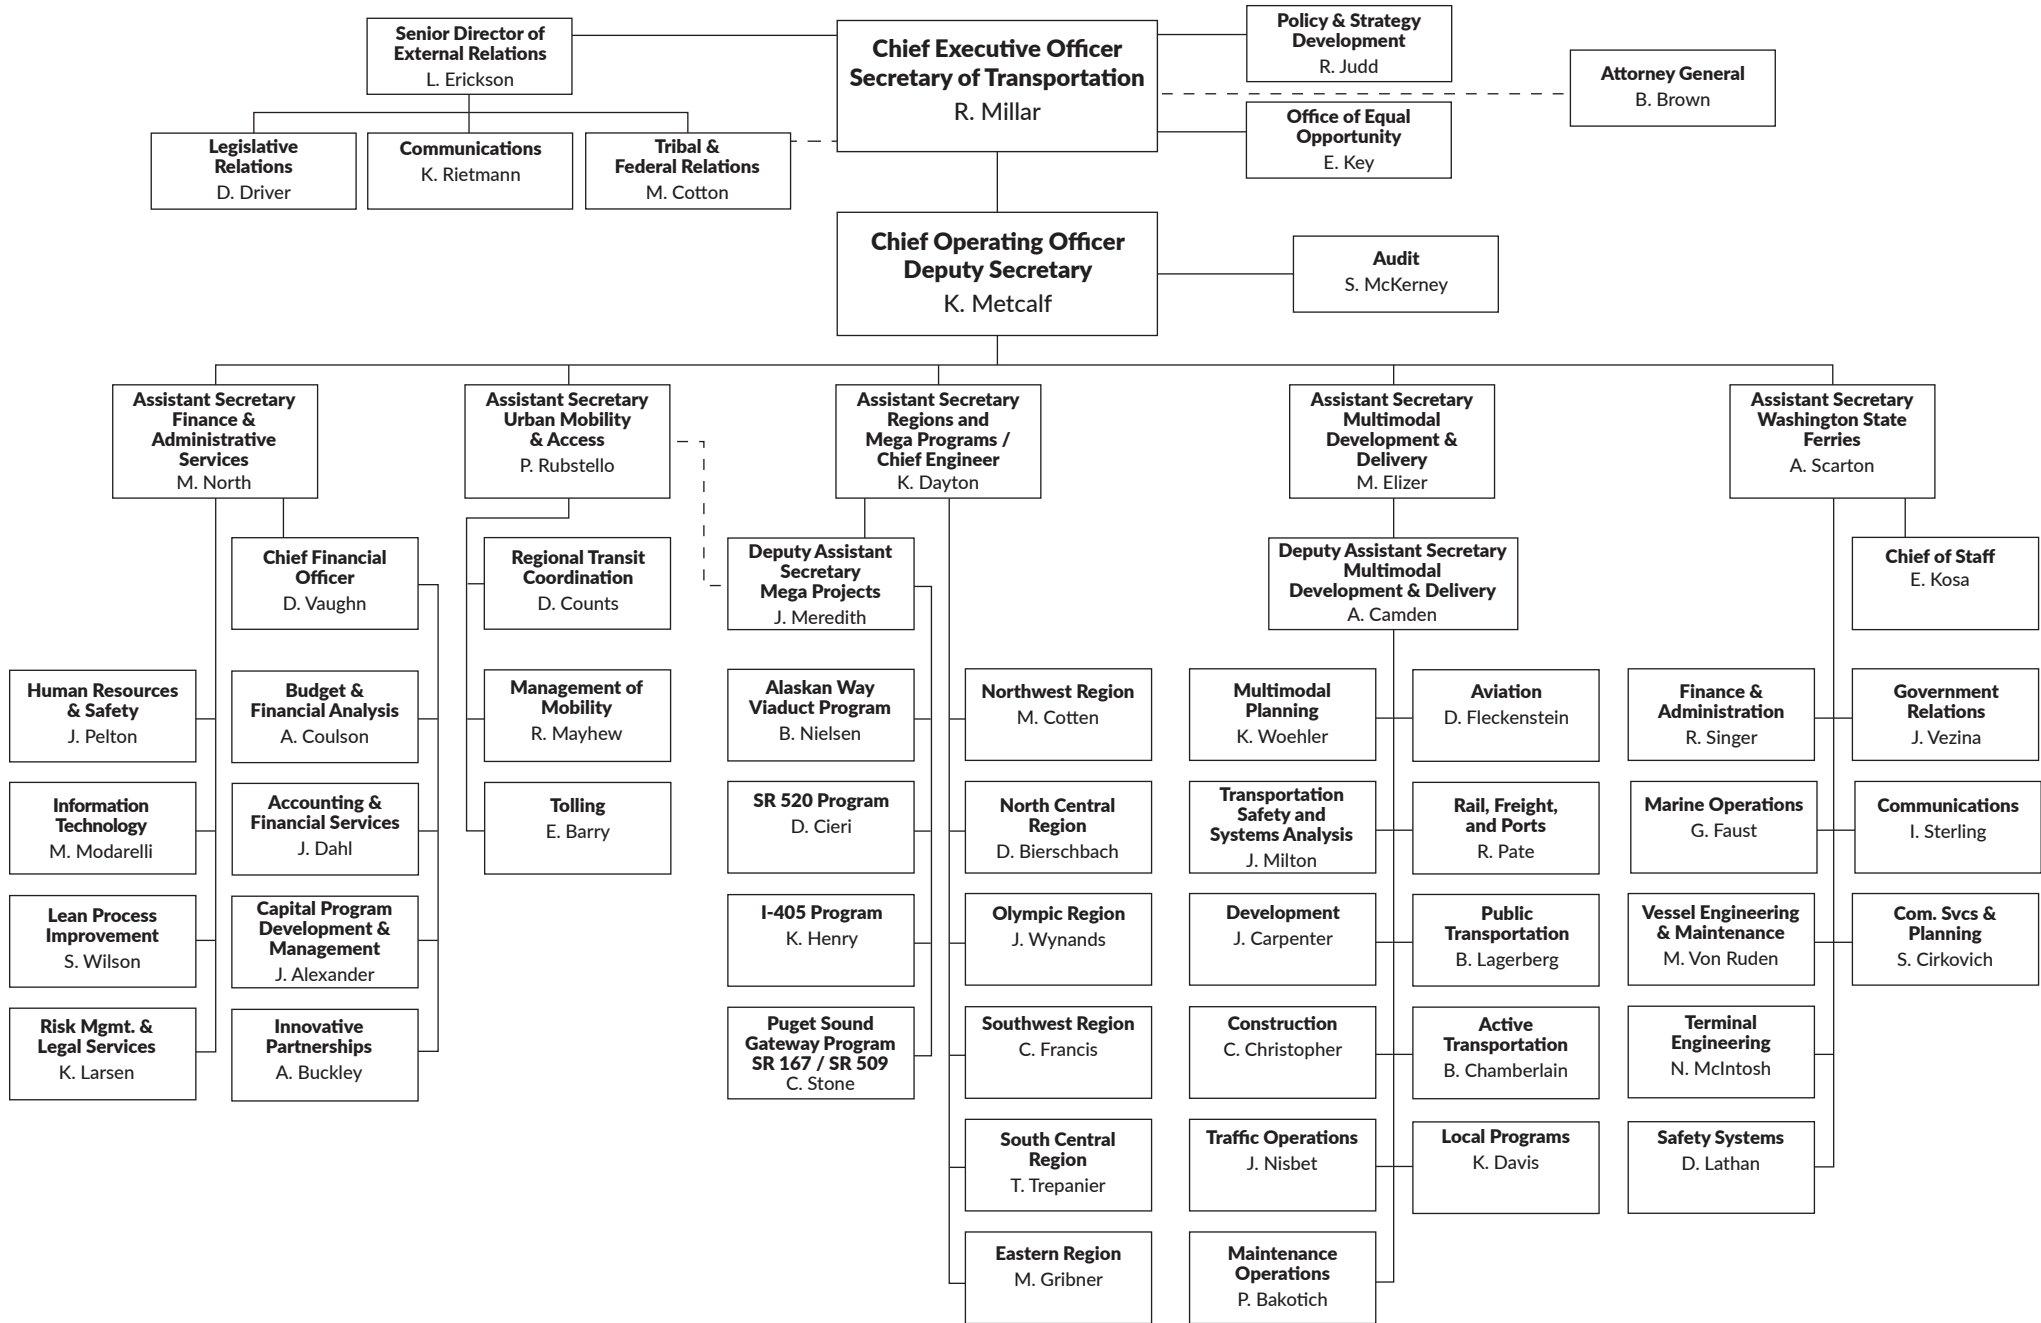 Senior Director of
External Relations
L. Erickson
Chief Executive Officer
Secretary of Transportation
R. Millar
Policy & Strategy
Development
R. Judd
Attorney General
B. Brown
Office of Equal
Opportunity
E. Key
Legislative
Relations
D. Driver
Communications
K. Rietmann
Tribal &
Federal Relations
M. Cotton
Chief Operating Officer
Deputy Secretary
K. Metcalf
Audit
S. McKerney
Assistant Secretary
Finance &
Administrative
Services
M. North
Assistant Secretary
Urban Mobility
& Access
P. Rubstello
Assistant Secretary
Regions and
Mega Programs /
Chief Engineer
K. Dayton
Assistant Secretary
Multimodal
Development &
Delivery
M. Elizer
Assistant Secretary
Washington State
Ferries
A. Scarton
Chief Financial
Officer
D. Vaughn
Regional Transit
Coordination
D. Counts
Deputy Assistant
Secretary
Mega Projects
J. Meredith
Deputy Assistant Secretary
Multimodal
Development & Delivery
A. Camden
Chief of Staff
E. Kosa
Human Resources
& Safety
J. Pelton
Budget &
Financial Analysis
A. Coulson
Management of
Mobility
R. Mayhew
Alaskan Way
Viaduct Program
B. Nielsen
Northwest Region
M. Cotten
Multimodal
Planning
K. Woehler
Aviation
D. Fleckenstein
Finance &
Administration
R. Singer
Government
Relations
J. Vezina
Information
Technology
M. Modarelli
Accounting &
Financial Services
J. Dahl
Tolling
E. Barry
SR 520 Program
D. Cieri
North Central
Region
D. Bierschbach
Transportation
Safety and
Systems Analysis
J. Milton
Rail, Freight,
and Ports
R. Pate
Marine Operations
G. Faust
Communications
I. Sterling
Lean Process
Improvement
S. Wilson
Capital Program
Development &
Management
J. Alexander
I-405 Program
K. Henry
Olympic Region
J. Wynands
Development
J. Carpenter
Public
Transportation
B. Lagerberg
Vessel Engineering
& Maintenance
M. Von Ruden
Com. Svcs &
Planning
S. Cirkovich
Risk Mgmt. &
Legal Services
K. Larsen
Innovative
Partnerships
A. Buckley
Puget Sound
Gateway Program
SR 167 / SR 509
C. Stone
Southwest Region
C. Francis
Construction
C. Christopher
Active
Transportation
B. Chamberlain
Terminal
Engineering
N. McIntosh
South Central
Region
T. Trepanier
Traffic Operations
J. Nisbet
Local Programs
K. Davis
Safety Systems
D. Lathan
Eastern Region
M. Gribner
Maintenance
Operations
P. Bakotich